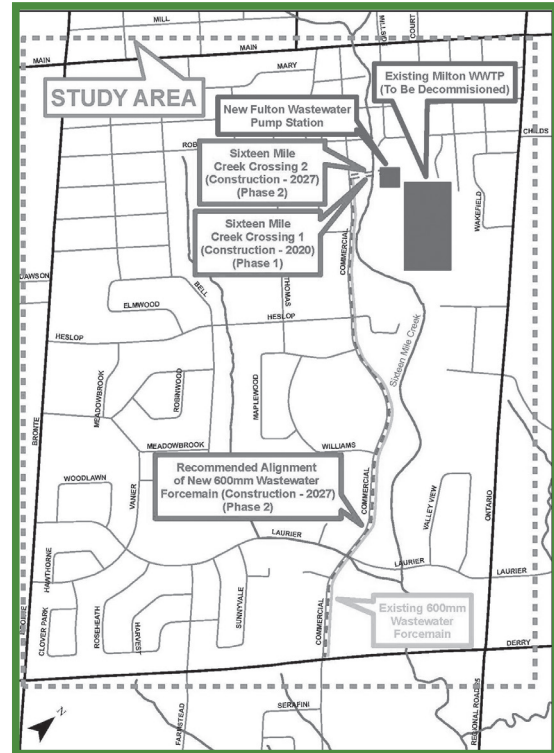 MILL
MILLSIDE
COURT
MAIN
MAIN
MAIN
MARY
STUDY AREA
Existing Milton WWTP
(To Be Decommisioned)
New Fulton Wastewater
Pump Station
CHILDS
Sixteen Mile
Creek Crossing 2
(Construction - 2027)
(Phase 2)
WAKEFIELD
Sixteen Mile
Creek Crossing 1
(Construction - 2020)
(Phase 1)
COMMERCIAL
THOMAS
BELL
ELMWOOD
HESLOP
HESLOP
Sixteen Mile Creek
MEADOWBROOK
ROBINWOOD
MAPLEWOOD
BRONTE
MEADOWBROOK
WILLIAMS
Recommended Alignment
of New 600mm Wastewater
Forcemain (Construction - 2027)
(Phase 2)
WOODLAWN
VANIER
COMMERCIAL
VALLEY VIEW
ONTARIO
LAURIER
LAURIER
LAURIER
HAWTHORNE
CLOVER PARK
ROSEHEATH
HARVEST
SUNNYVALE
COMMERCIAL
Existing 600mm
Wastewater
Forcemain
DERRY
FARMSTEAD
SERAFINI
REGIONAL ROAD 25
N